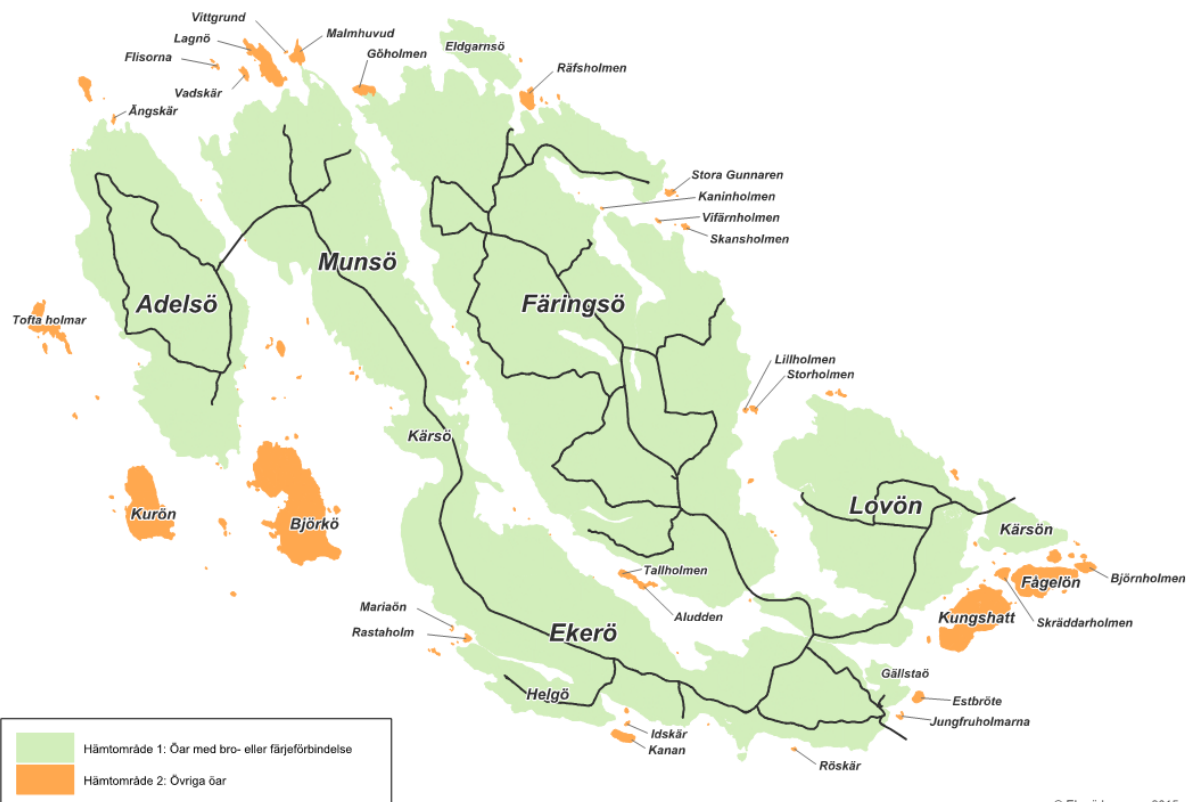 Vittgrund
Lagnö
Malmhuvud
Flisorna
Göholmen
Eldgarnsö
Räfsholmen
Vadskär
Ängskär
Stora Gunnaren
Kaninholmen
Vifärnholmen
Skansholmen
Munsö
Adelsö
Färingsö
Tofta holmar
Lillholmen
Storholmen
Kärsö
Lovön
Kurön
Björkö
Kärsön
Tallholmen
Björnholmen
Fågelön
Aludden
Mariaön
Kungshatt
Skräddarholmen
Rastaholm
Ekerö
Gällstaö
Helgö
Estbröte
Jungfruholmarna
Idskär
Kanan
Röskär
Hämtområde 1: Öar med bro- eller färjeförbindelse
Hämtområde 2: Övriga öar